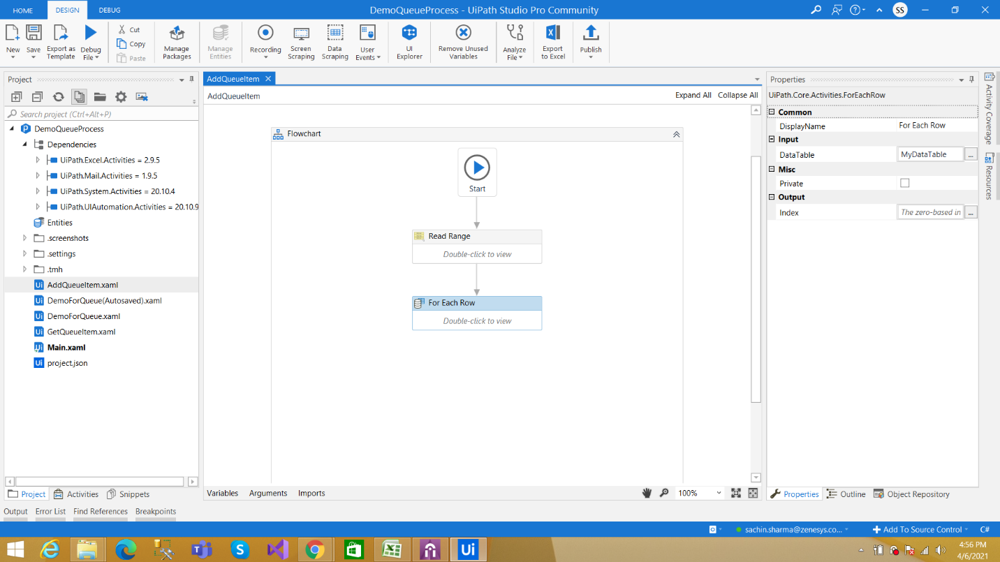 HOME DESIGN DEBUG DemoQueueProcess - UiPath Studio Pro Community SS
New Save Export as Template Debug File Cut Copy Paste Manage Packages Manage Entities Recording Screen Scraping Data Scraping User Events UI Explorer Remove Unused Variables Analyze File Export to Excel Publish
Project
Search project (Ctrl+Alt+P)
DemoQueueProcess
Dependencies
UiPath.Excel.Activities = 2.9.5
UiPath.Mail.Activities = 1.9.5
UiPath.System.Activities = 20.10.4
UiPath.UIAutomation.Activities = 20.10.9
Entities
.screenshots
.settings
.tmh
AddQueueItem.xaml
DemoForQueue(Autosaved).xaml
DemoForQueue.xaml
GetQueueItem.xaml
Main.xaml
project.json
Project Activities Snippets
AddQueueItem
AddQueueItem Expand All Collapse All
Flowchart
Start
Read Range
Double-click to view
For Each Row
Double-click to view
Variables Arguments Imports 100%
Properties
UiPath.Core.Activities.ForEachRow
Common
DisplayName For Each Row
Input
DataTable MyDataTable ...
Misc
Private
Output
Index The zero-based in ...
Properties Outline Object Repository
Activity Coverage
Resources
Output Error List Find References Breakpoints
sachin.sharma@zenesys.co... Add To Source Control C#
4:56 PM
4/6/2021